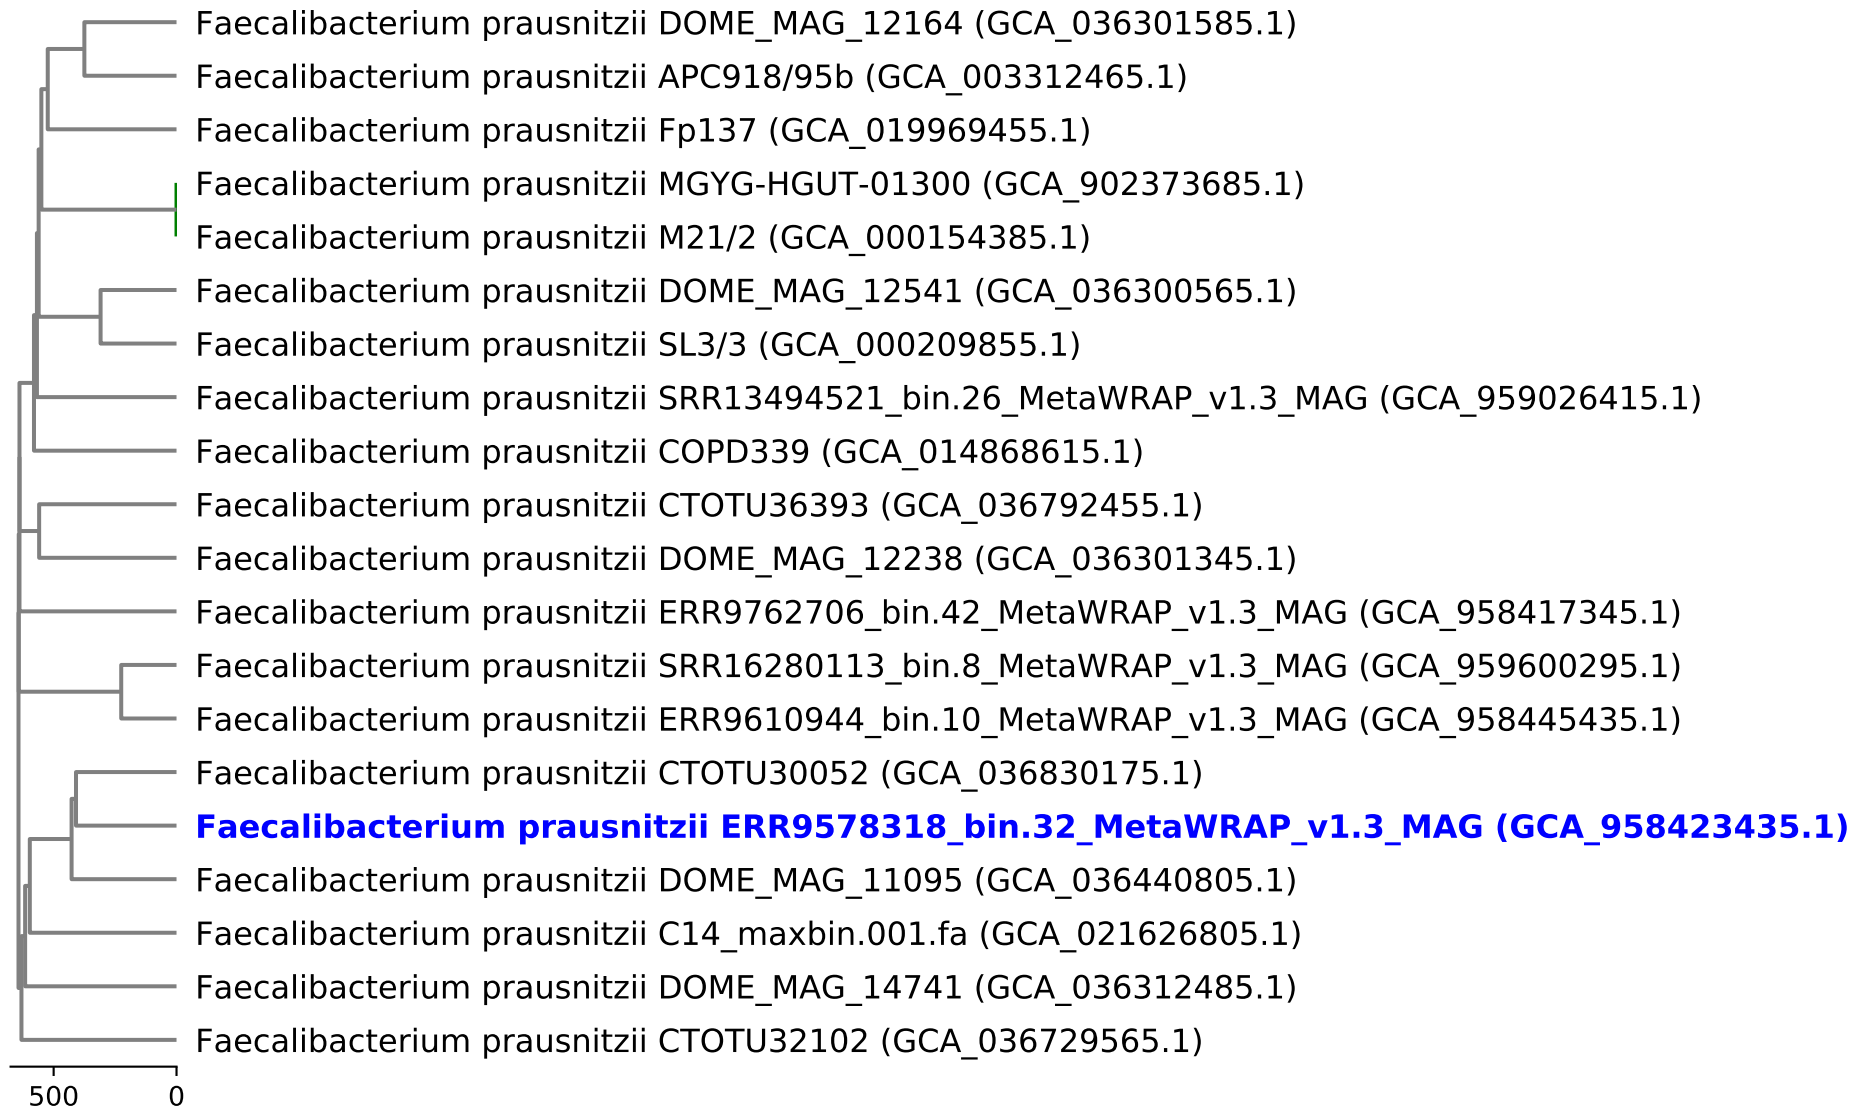 Faecalibacterium prausnitzii DOME_MAG_12164 (GCA_036301585.1)
Faecalibacterium prausnitzii APC918/95b (GCA_003312465.1)
Faecalibacterium prausnitzii Fp137 (GCA_019969455.1)
Faecalibacterium prausnitzii MGYG-HGUT-01300 (GCA_902373685.1)
Faecalibacterium prausnitzii M21/2 (GCA_000154385.1)
Faecalibacterium prausnitzii DOME_MAG_12541 (GCA_036300565.1)
Faecalibacterium prausnitzii SL3/3 (GCA_000209855.1)
Faecalibacterium prausnitzii SRR13494521_bin.26_MetaWRAP_v1.3_MAG (GCA_959026415.1)
Faecalibacterium prausnitzii COPD339 (GCA_014868615.1)
Faecalibacterium prausnitzii CTOTU36393 (GCA_036792455.1)
Faecalibacterium prausnitzii DOME_MAG_12238 (GCA_036301345.1)
Faecalibacterium prausnitzii ERR9762706_bin.42_MetaWRAP_v1.3_MAG (GCA_958417345.1)
Faecalibacterium prausnitzii SRR16280113_bin.8_MetaWRAP_v1.3_MAG (GCA_959600295.1)
Faecalibacterium prausnitzii ERR9610944_bin.10_MetaWRAP_v1.3_MAG (GCA_958445435.1)
Faecalibacterium prausnitzii CTOTU30052 (GCA_036830175.1)
Faecalibacterium prausnitzii ERR9578318_bin.32_MetaWRAP_v1.3_MAG (GCA_958423435.1)
Faecalibacterium prausnitzii DOME_MAG_11095 (GCA_036440805.1)
Faecalibacterium prausnitzii C14_maxbin.001.fa (GCA_021626805.1)
Faecalibacterium prausnitzii DOME_MAG_14741 (GCA_036312485.1)
Faecalibacterium prausnitzii CTOTU32102 (GCA_036729565.1)
500 0